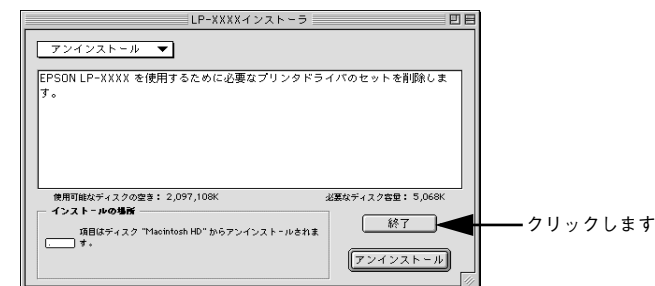 LP-XXXXインストーラ
アンインストール
EPSON LP-XXXX を使用するために必要なプリンタドライバのセットを削除しま
す。
使用可能なディスクの空き： 2,097,108K
必要なディスク容量： 5,068K
インストールの場所
項目はディスク "Macintosh HD" からアンインストールされま
す。
終了
クリックします
アンインストール